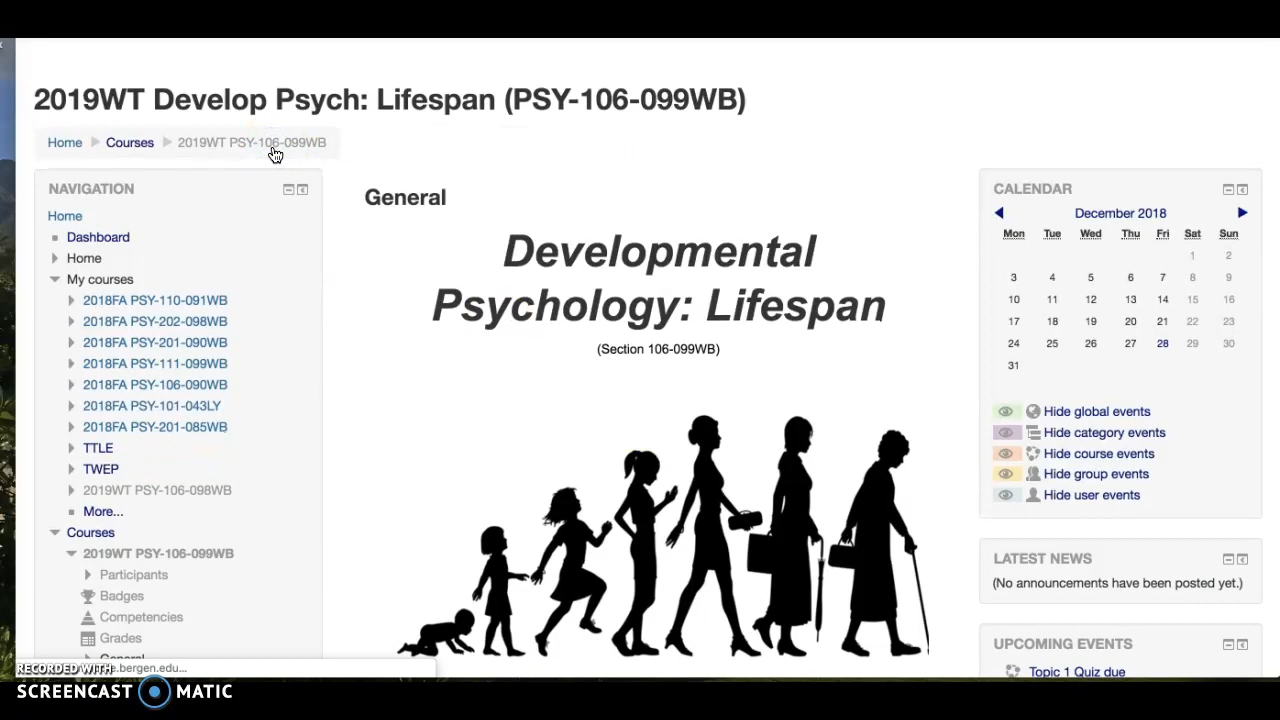 2019WT Develop Psych: Lifespan (PSY-106-099WB)
Home Courses 2019WT PSY-106-099WB
NAVIGATION
Home
Dashboard
Home
My courses
2018FA PSY-110-091WB
2018FA PSY-202-098WB
2018FA PSY-201-090WB
2018FA PSY-111-099WB
2018FA PSY-106-090WB
2018FA PSY-101-043LY
2018FA PSY-201-085WB
TTLE
TWEP
2019WT PSY-106-098WB
More...
Courses
2019WT PSY-106-099WB
Participants
Badges
Competencies
Grades
General
General
Developmental
Psychology: Lifespan
(Section 106-099WB)
CALENDAR
December 2018
Mon Tue Wed Thu Fri Sat Sun
1 2
3 4 5 6 7 8 9
10 11 12 13 14 15 16
17 18 19 20 21 22 23
24 25 26 27 28 29 30
31
Hide global events
Hide category events
Hide course events
Hide group events
Hide user events
LATEST NEWS
(No announcements have been posted yet.)
UPCOMING EVENTS
Topic 1 Quiz due
RECORDED WITH
SCREENCAST MATIC